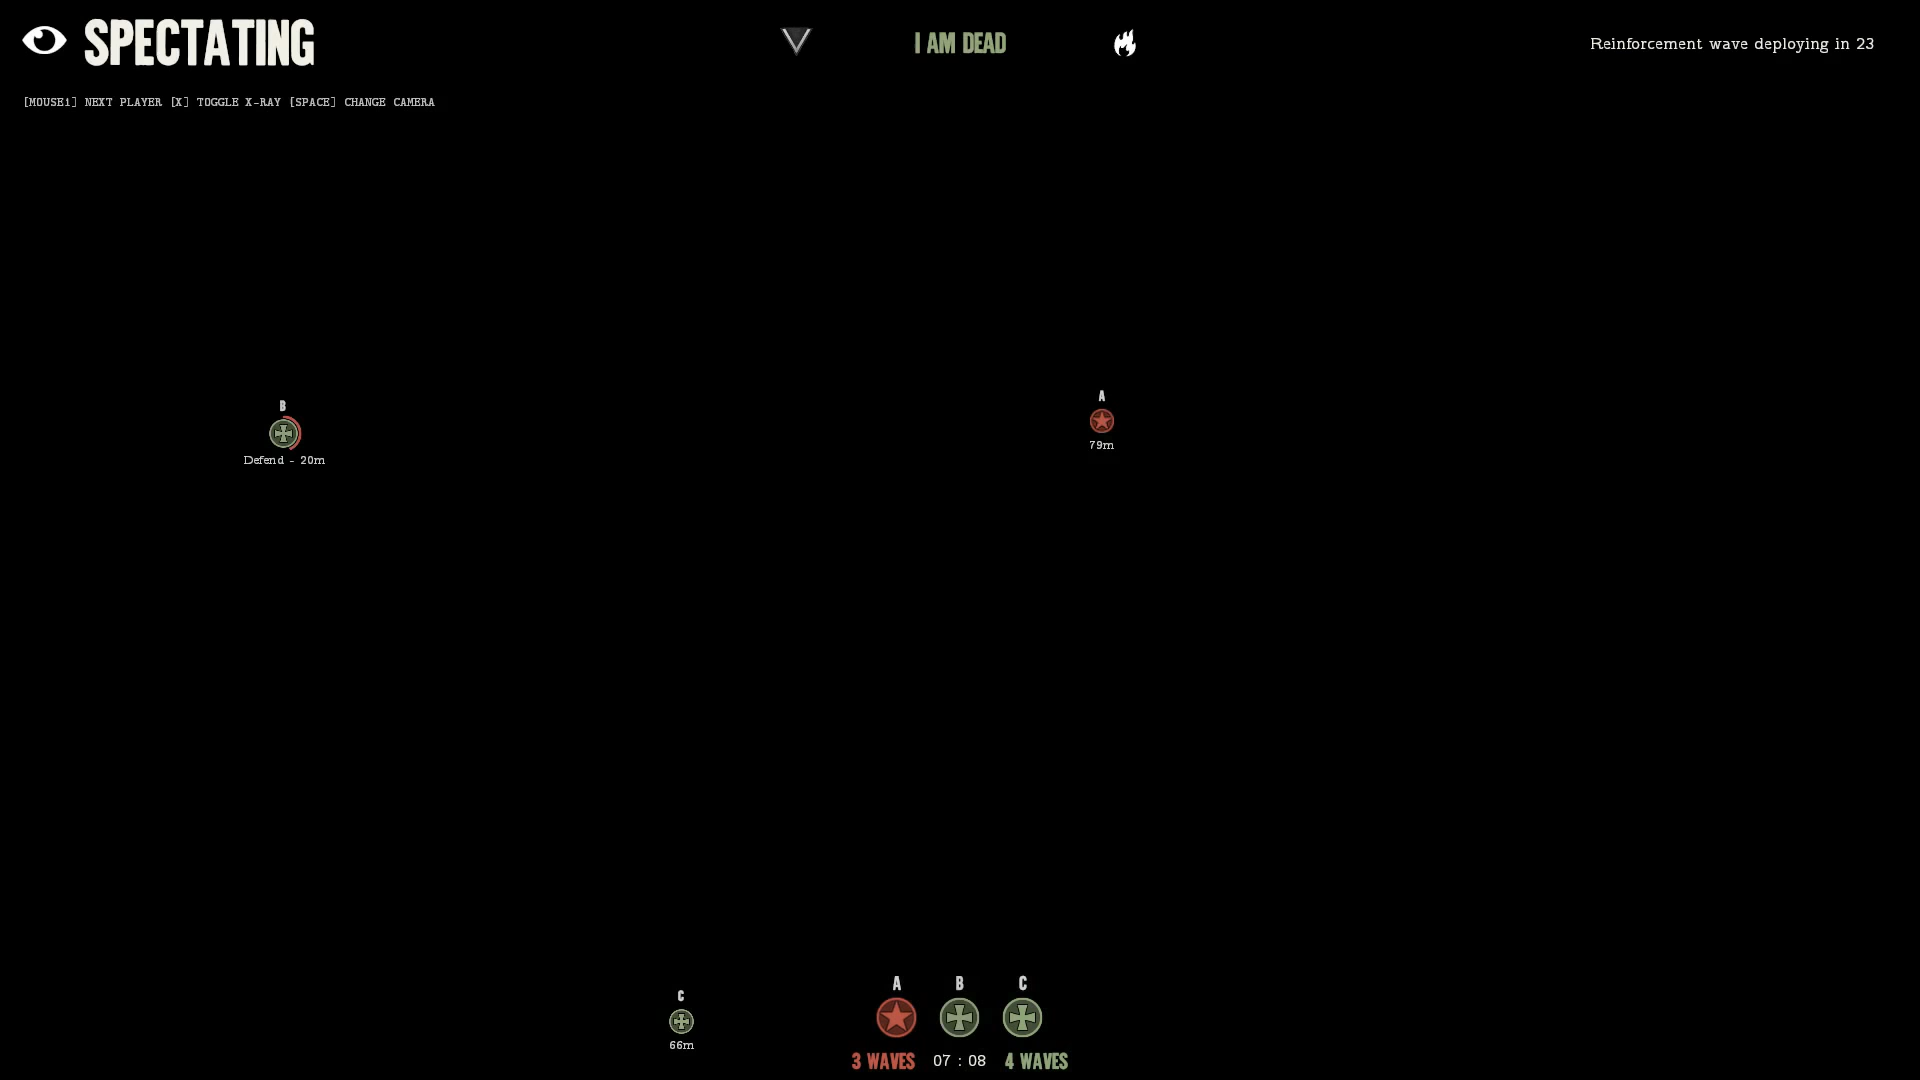 SPECTATING
I AM DEAD
Reinforcement wave deploying in 23
[MOUSE1] NEXT PLAYER [X] TOGGLE X-RAY [SPACE] CHANGE CAMERA
A
79m
B
Defend - 20m
C
66m
A B C
3 WAVES 07 : 08 4 WAVES